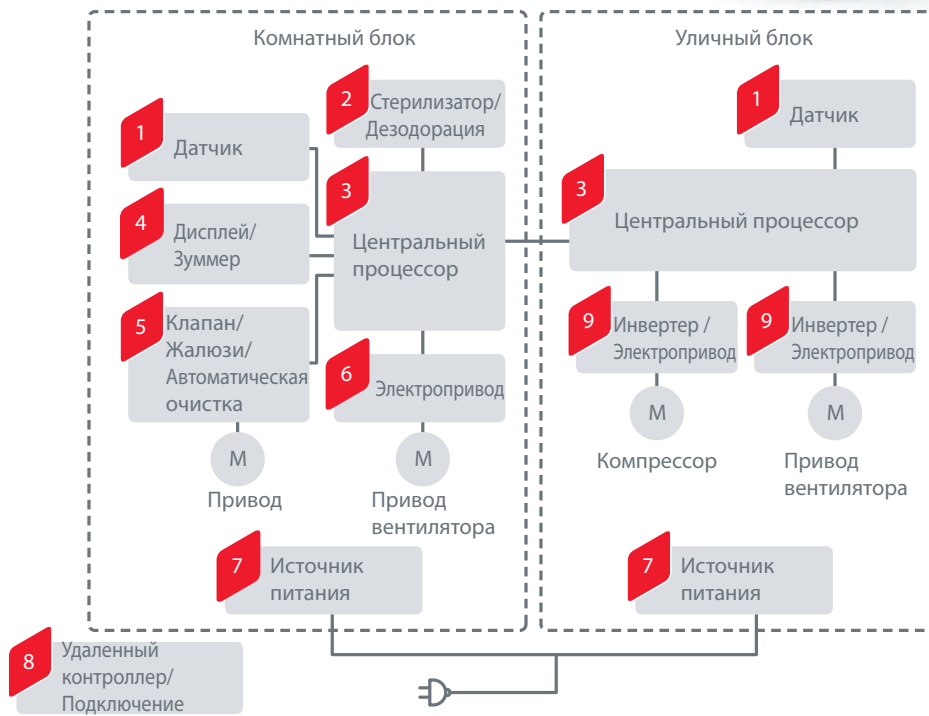 Комнатный блок
1
Датчик
2
Стерилизатор/
Дезодорация
3
Центральный
процессор
4
Дисплей/
Зуммер
5
Клапан/
Жалюзи/
Автоматическая
очистка
6
Электропривод
М
Привод
М
Привод
вентилятора
7
Источник
питания
8
Удаленный
контроллер/
Подключение
Уличный блок
1
Датчик
3
Центральный процессор
9
Инвертер /
Электропривод
9
Инвертер /
Электропривод
М
Компрессор
М
Привод
вентилятора
7
Источник
питания